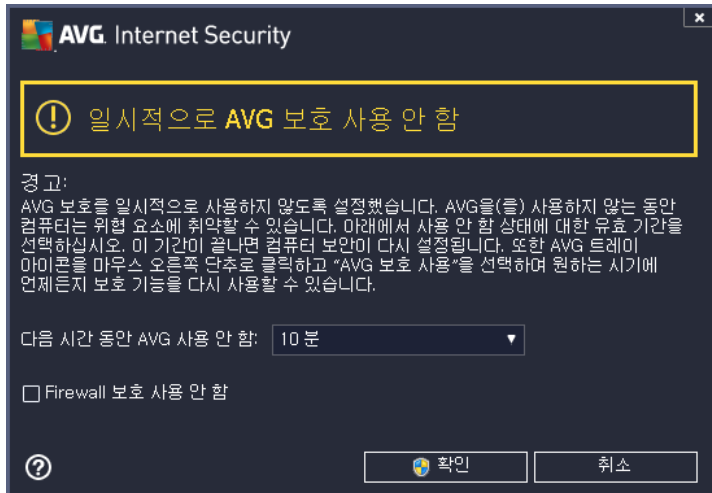 AVG. Internet Security
일시적으로 AVG 보호 사용 안 함
경고:
AVG 보호를 일시적으로 사용하지 않도록 설정했습니다. AVG을(를) 사용하지 않는 동안
컴퓨터는 위협 요소에 취약할 수 있습니다. 아래에서 사용 안 함 상태에 대한 유효 기간을
선택하십시오. 이 기간이 끝나면 컴퓨터 보안이 다시 설정됩니다. 또한 AVG 트레이
아이콘을 마우스 오른쪽 단추로 클릭하고 “AVG 보호 사용”을 선택하여 원하는 시기에
언제든지 보호 기능을 다시 사용할 수 있습니다.
다음 시간 동안 AVG 사용 안 함: 10 분
Firewall 보호 사용 안 함
확인 취소